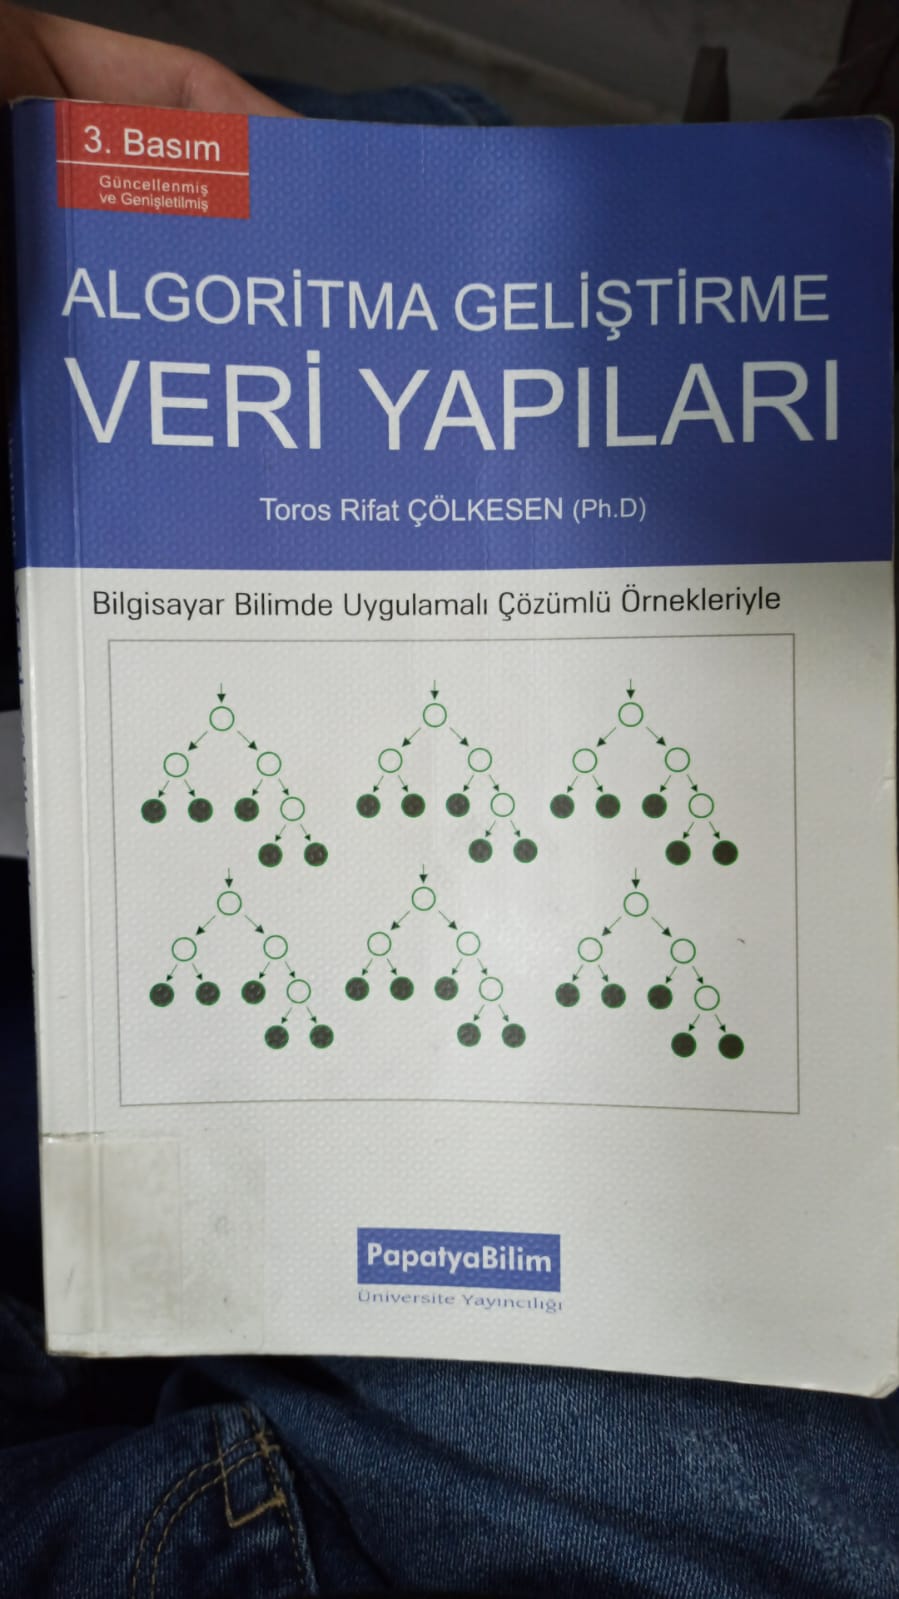 3. Basım
Güncellenmiş
ve Genişletilmiş
ALGORİTMA GELİŞTİRME
VERİ YAPILARI
Toros Rifat ÇÖLKESEN (Ph.D)
Bilgisayar Bilimde Uygulamalı Çözümlü Örnekleriyle
PapatyaBilim
Üniversite Yayıncılığı